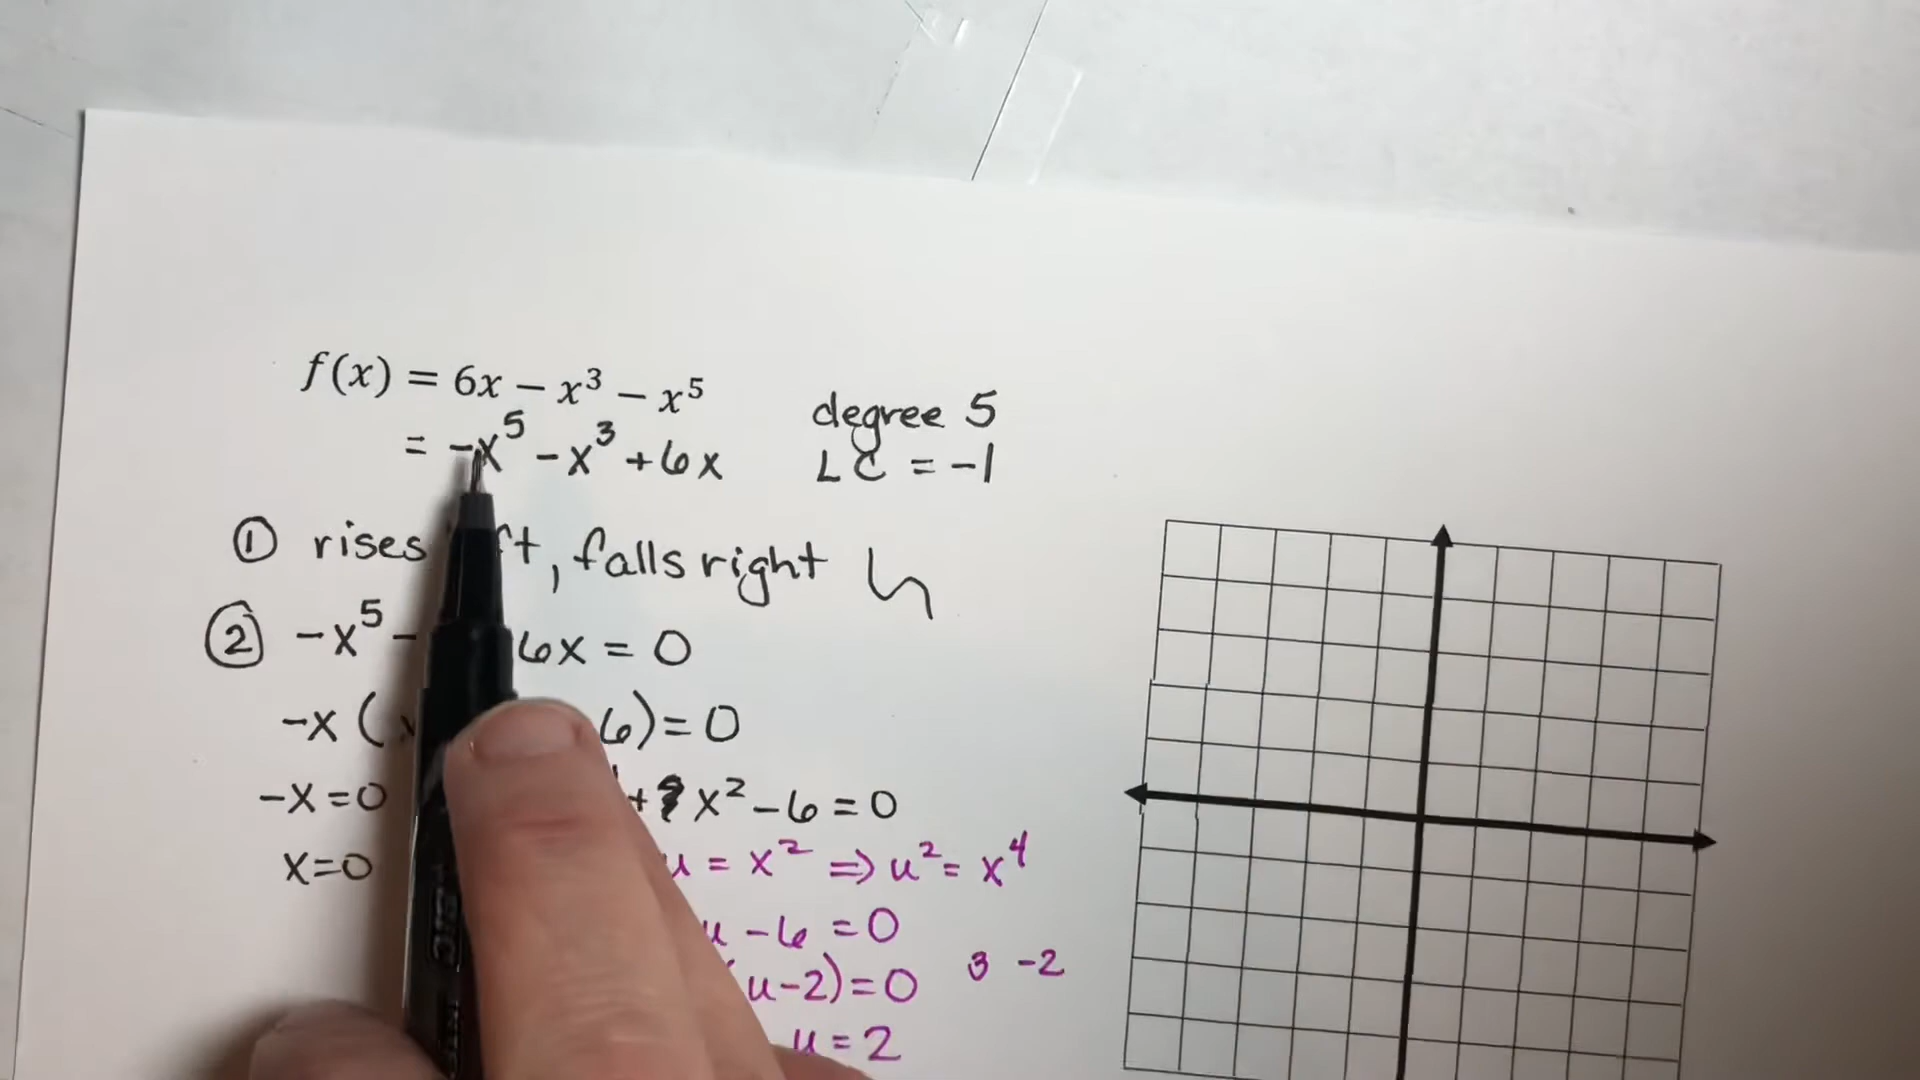 f(x) = 6x − x³ − x⁵
= -x⁵ - x³ + 6x
degree 5
LC = -1
① rises , falls right
② -x⁵ - 6x = 0
-x ( 6) = 0
-x = 0
+ x² - 6 = 0
x = 0
u = x² ⇒ u² = x⁴
u - 6 = 0
u - 2) = 0
3 -2
u = 2